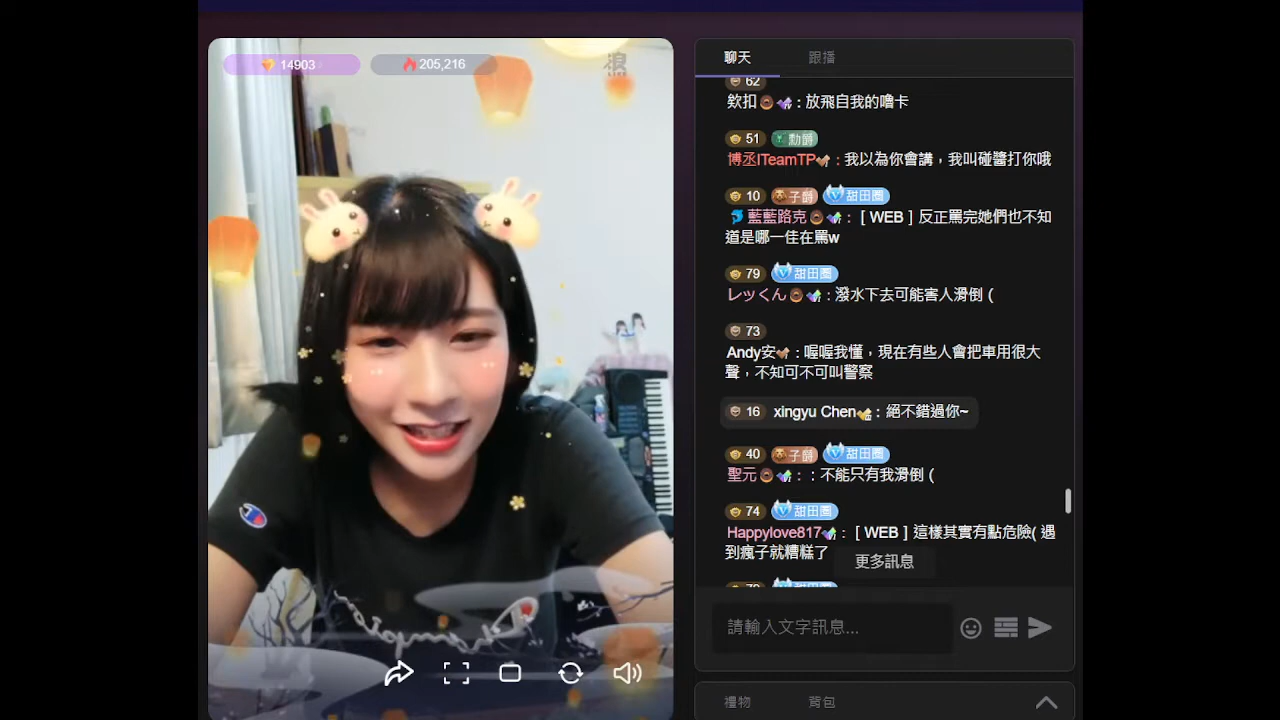 14903
205,216
浪
聊天
跟播
62
欽扣：放飛自我的嚕卡
51 勳爵
博丞ITeamTP：我以為你會講，我叫碰醬打你哦
10 子爵 甜田圈
藍藍路克：［WEB］反正罵完她們也不知
道是哪一佳在罵w
79 甜田圈
レッくん：潑水下去可能害人滑倒 (
73
Andy安：喔喔我懂，現在有些人會把車用很大
聲，不知可不可叫警察
16 xingyu Chen：絕不錯過你~
40 子爵 甜田圈
聖元：：不能只有我滑倒 (
74 甜田圈
Happylove817：［WEB］這樣其實有點危險( 遇
到瘋子就糟糕了
更多訊息
請輸入文字訊息...
禮物
背包